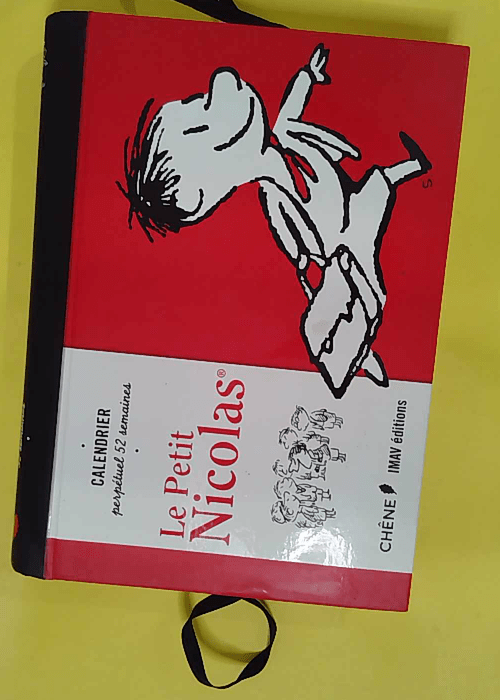 CALENDRIER
perpétuel 52 semaines
Le Petit
Nicolas®
CHÊNE IMAV éditions
S